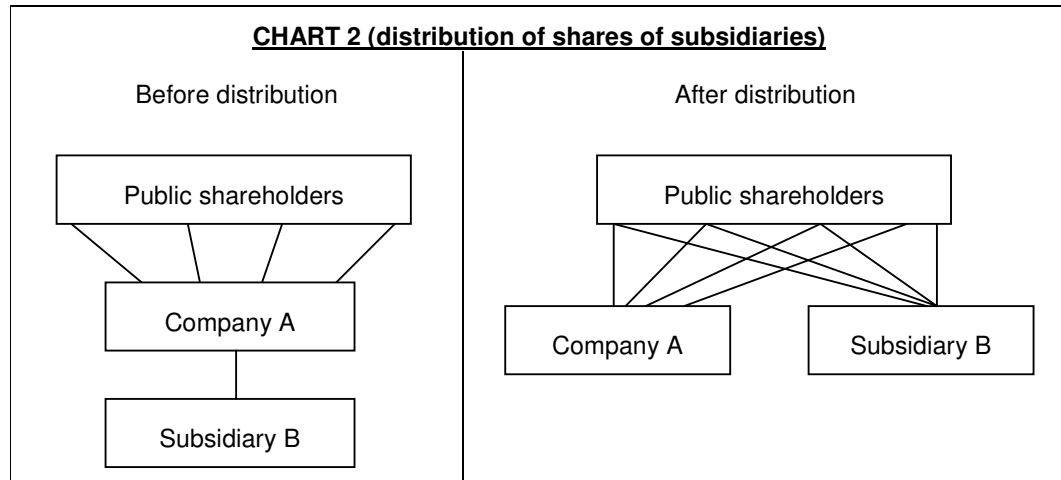 CHART 2 (distribution of shares of subsidiaries)
Before distribution
Public shareholders
Company A
Subsidiary B
After distribution
Public shareholders
Company A
Subsidiary B